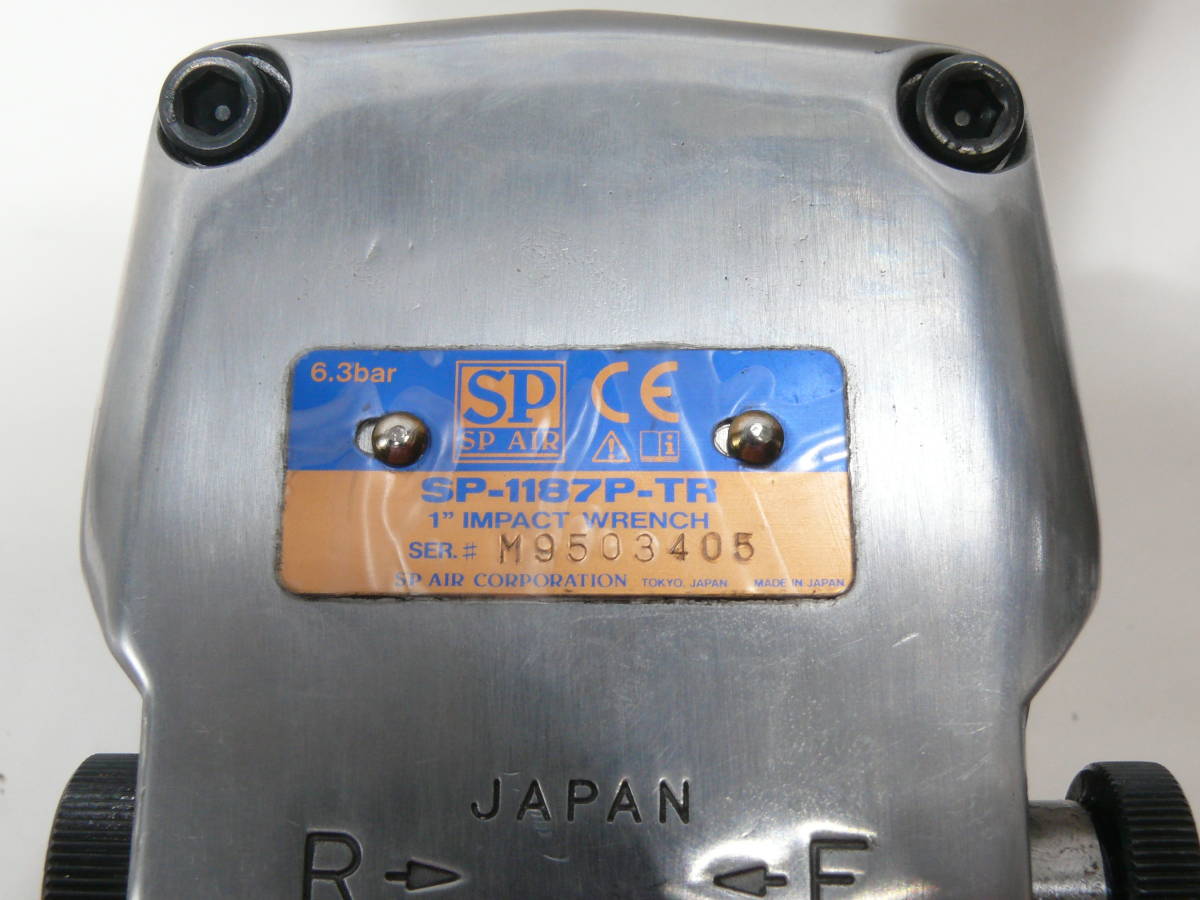 6.3bar
SP
SP AIR
CE
SP-1187P-TR
1" IMPACT WRENCH
SER.# M9503405
SP AIR CORPORATION TOKYO, JAPAN MADE IN JAPAN
JAPAN
R → ← F